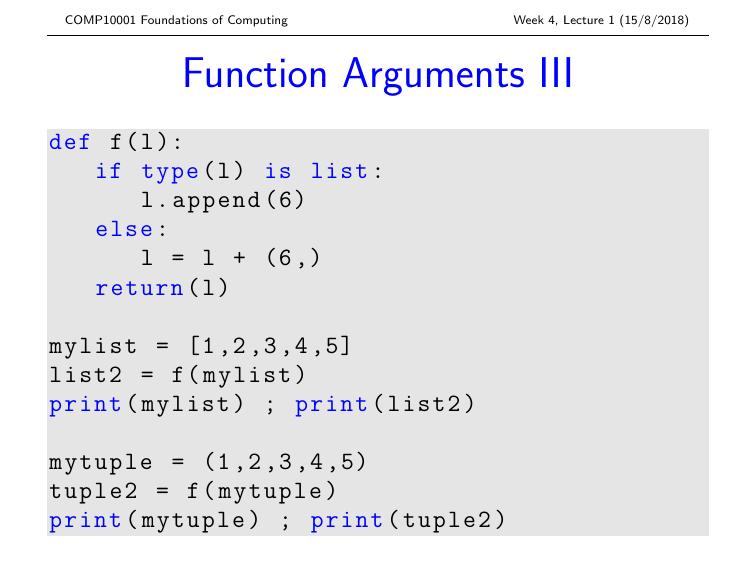 COMP10001 Foundations of Computing
Week 4, Lecture 1 (15/8/2018)
Function Arguments III
def f(l):
   if type(l) is list:
      l.append(6)
   else:
      l = l + (6,)
   return(l)

mylist = [1,2,3,4,5]
list2 = f(mylist)
print(mylist) ; print(list2)

mytuple = (1,2,3,4,5)
tuple2 = f(mytuple)
print(mytuple) ; print(tuple2)